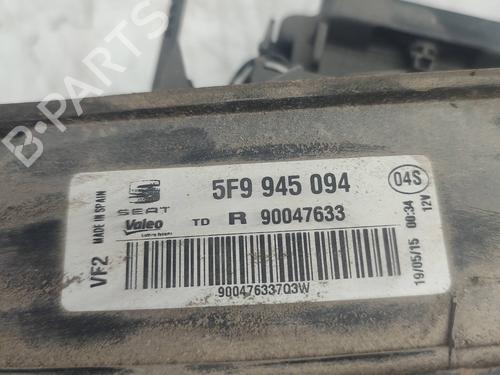 B-PARTS
SEAT
5F9 945 094
04S
Valeo
TD R 90047633
MADE IN SPAIN
VF2
900476337Q3W
19/05/15 00:34
12V